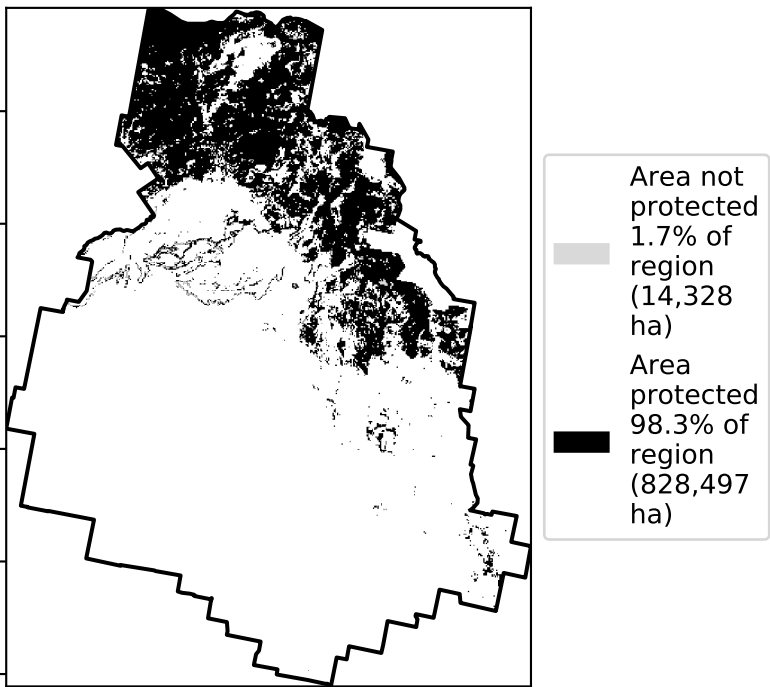 Area not
protected
1.7% of
region
(14,328
ha)
Area
protected
98.3% of
region
(828,497
ha)